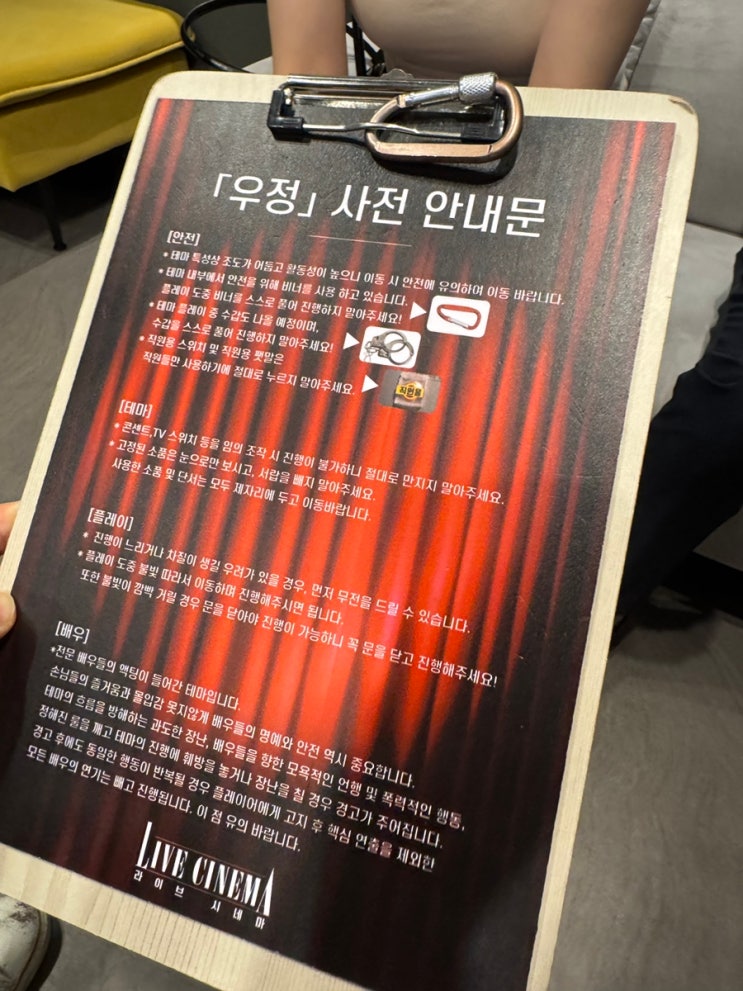 「우정」 사전 안내문
[안전]
* 테마 특성상 조도가 어둡고 활동성이 높으니 이동 시 안전에 유의하여 이동 바랍니다.
* 테마 내부에서 안전을 위해 비너를 사용 하고 있습니다.
플레이 도중 비너를 스스로 풀어 진행하지 말아주세요!
* 테마 플레이 중 수갑도 나올 예정이며,
수갑을 스스로 풀어 진행하지 말아주세요!
* 직원용 스위치 및 직원용 팻말은
직원들만 사용하기에 절대로 누르지 말아주세요.
직원용
[테마]
* 콘센트,TV 스위치 등을 임의 조작 시 진행이 불가하니 절대로 만지지 말아주세요.
* 고정된 소품은 눈으로만 보시고, 서랍을 빼지 말아주세요.
사용한 소품 및 단서는 모두 제자리에 두고 이동바랍니다.
[플레이]
* 진행이 느리거나 차질이 생길 우려가 있을 경우, 먼저 무전을 드릴 수 있습니다.
* 플레이 도중 불빛 따라서 이동하며 진행해주시면 됩니다.
또한 불빛이 깜빡 거릴 경우 문을 닫아야 진행이 가능하니 꼭 문을 닫고 진행해주세요!
[배우]
*전문 배우들의 액팅이 들어간 테마입니다.
손님들의 즐거움과 몰입감 못지않게 배우들의 명예와 안전 역시 중요합니다.
테마의 흐름을 방해하는 과도한 장난, 배우들을 향한 모욕적인 언행 및 폭력적인 행동,
정해진 룰을 깨고 테마의 진행에 훼방을 놓거나 장난을 칠 경우 경고가 주어집니다.
경고 후에도 동일한 행동이 반복될 경우 플레이어에게 고지 후 핵심 연출을 제외한
모든 배우의 연기는 빼고 진행됩니다. 이 점 유의 바랍니다.
LIVE CINEMA
라이브 시네마